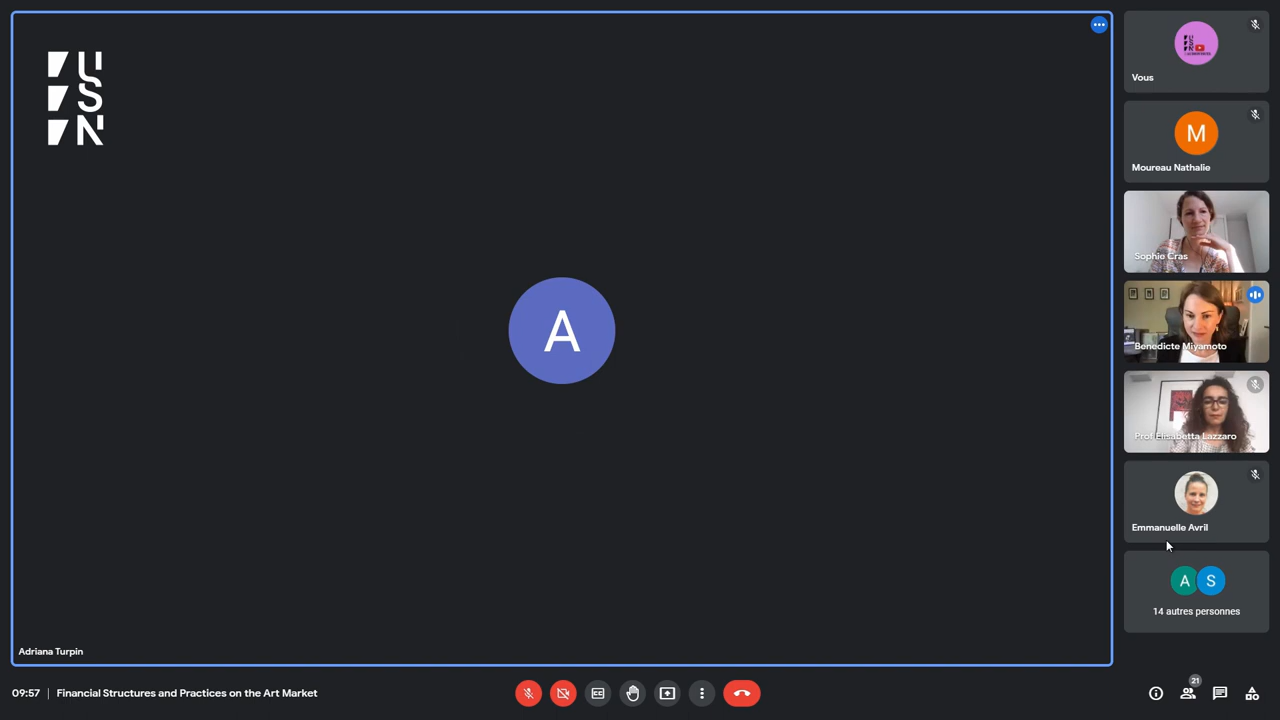 USN
A
Adriana Turpin
Vous
M
Moureau Nathalie
Sophie Cras
Benedicte Miyamoto
Prof.Elisabetta Lazzaro
Emmanuelle Avril
A S
14 autres personnes
09:57 | Financial Structures and Practices on the Art Market
CC
21